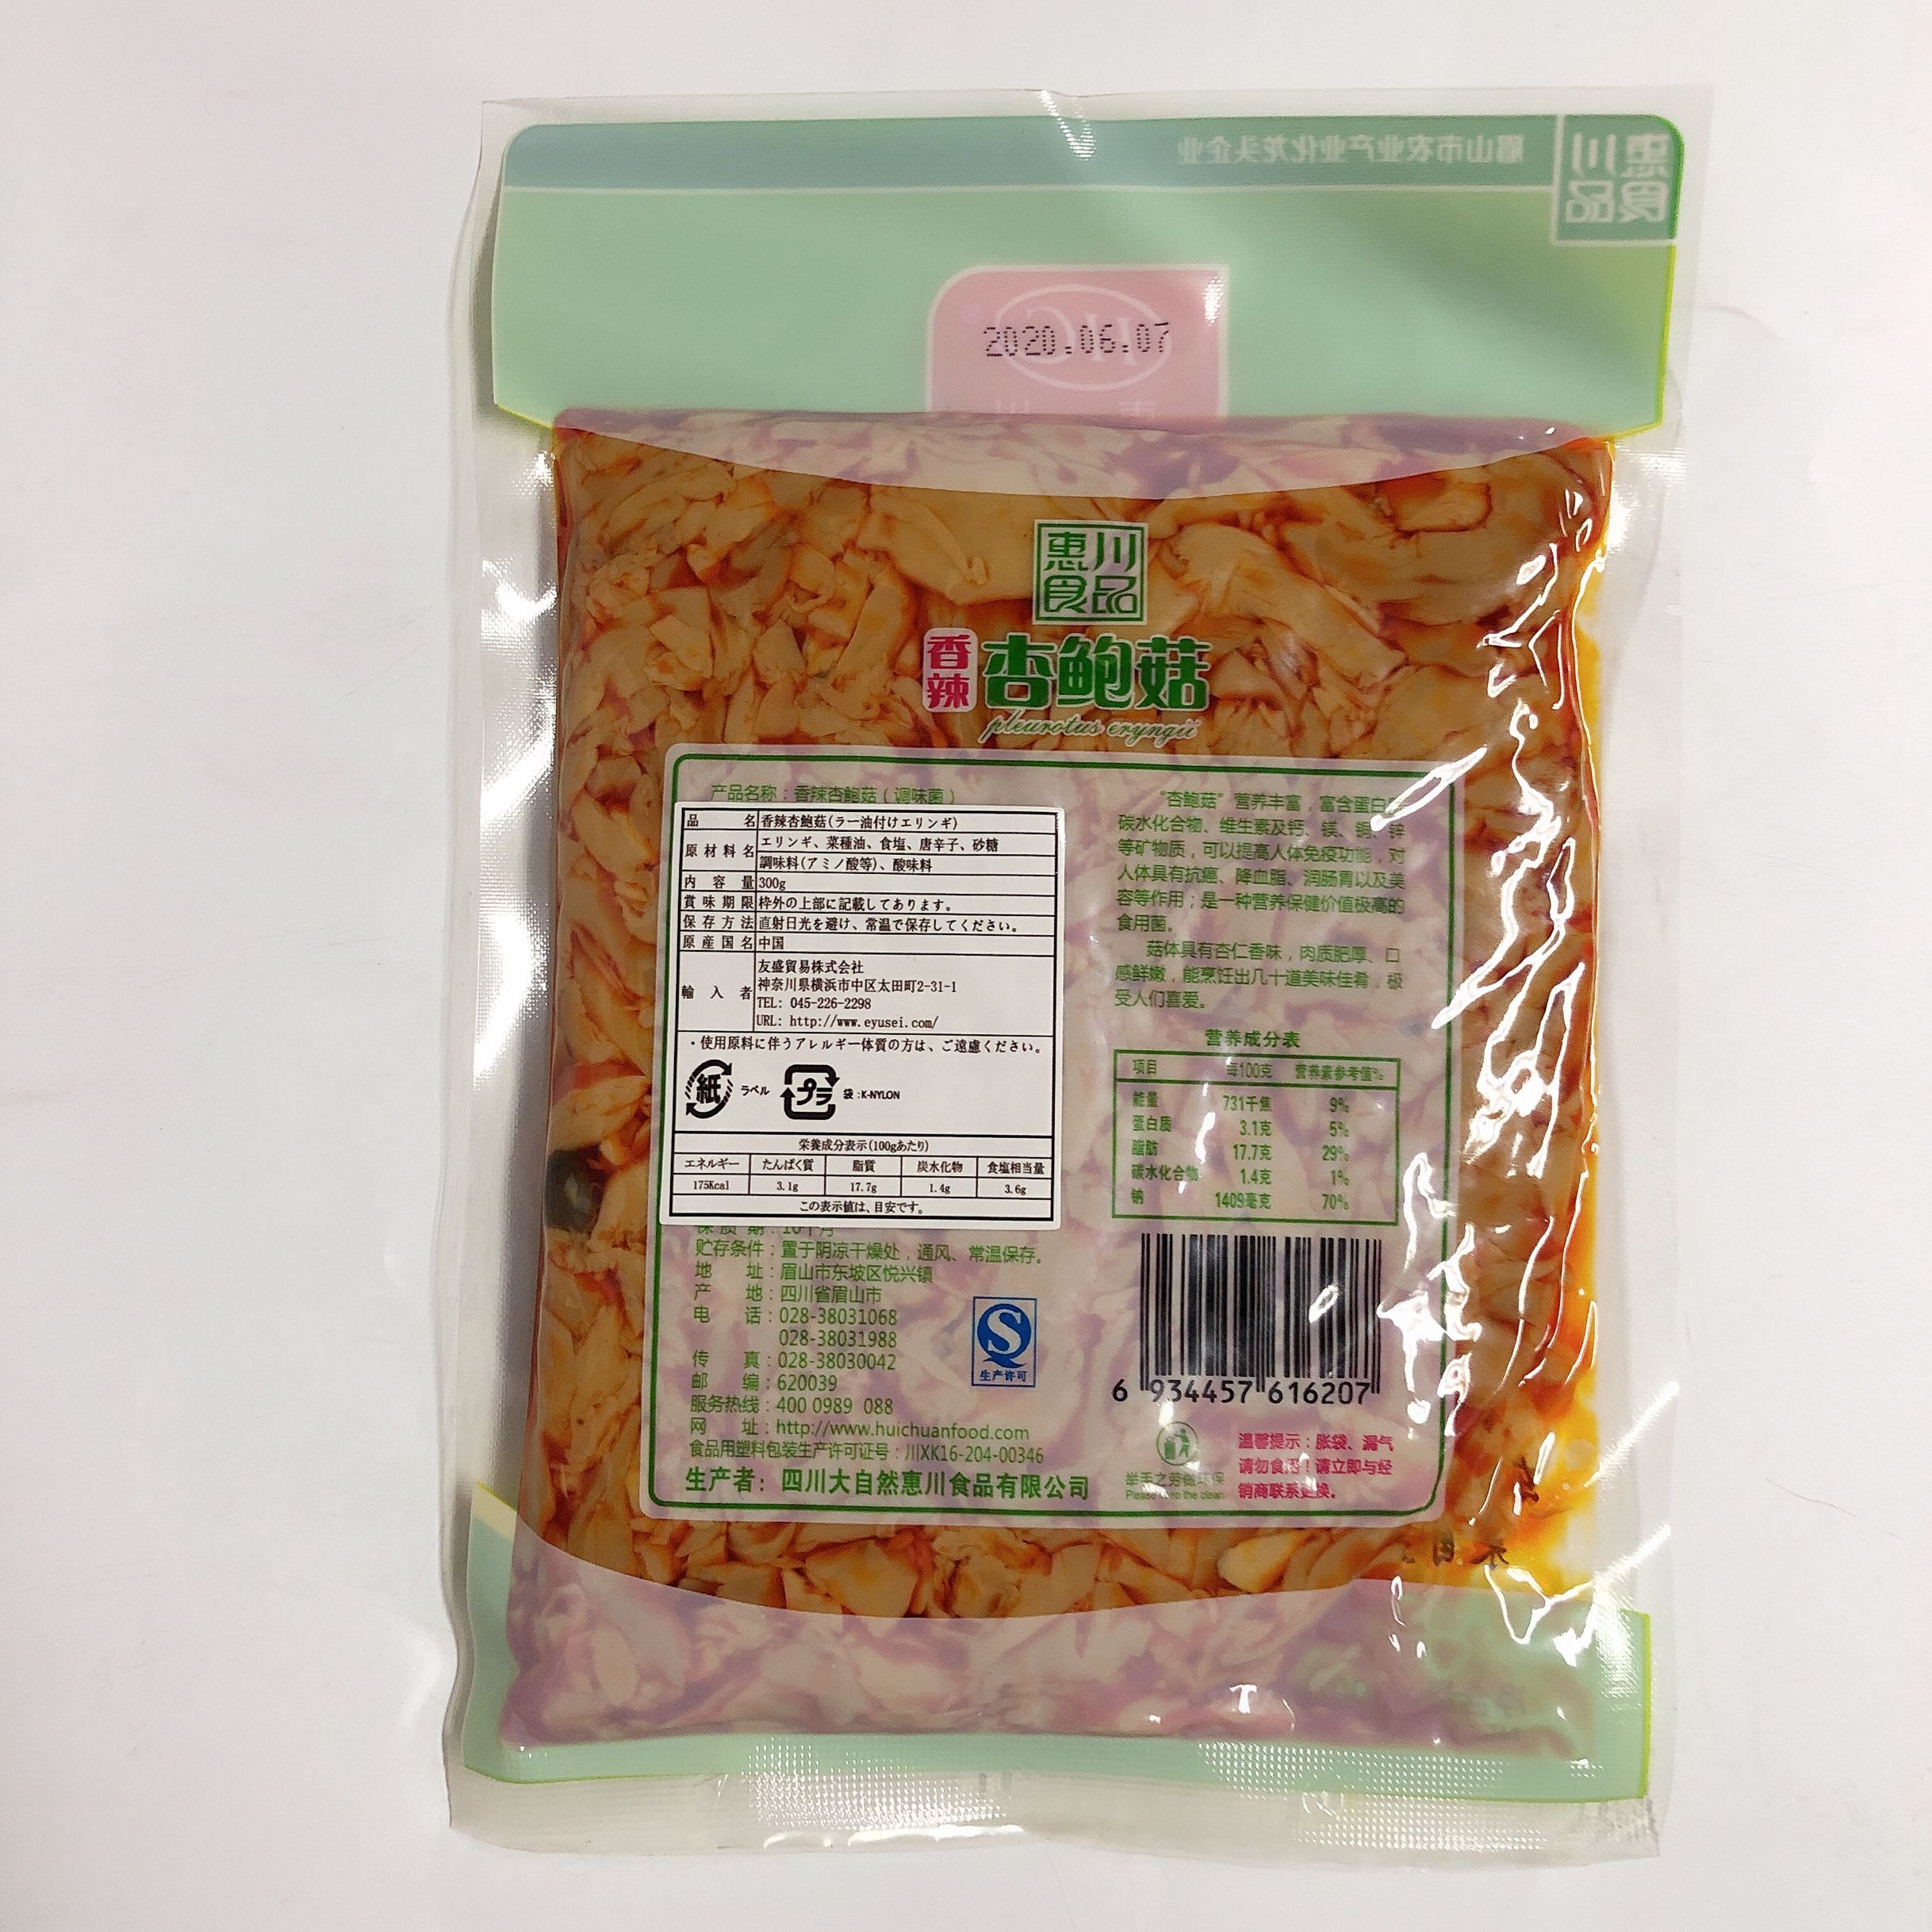 眉山市农业产业化龙头企业
惠川
食品
HC
2020.06.07
惠川
食品
香辣
杏鲍菇
pleurotus eryngii
产品名称：香辣杏鲍菇（调味菌）
品名 香辣杏鮑菇(ラー油付けエリンギ)
原材料名 エリンギ、菜種油、食塩、唐辛子、砂糖
調味料(アミノ酸等)、酸味料
内容量 300g
賞味期限 枠外の上部に記載してあります。
保存方法 直射日光を避け、常温で保存してください。
原産国名 中国
輸入者 友盛貿易株式会社
神奈川県横浜市中区太田町2-31-1
TEL: 045-226-2298
URL: http://www.eyusei.com/
・使用原料に伴うアレルギー体質の方は、ご遠慮ください。
紙 ラベル プラ 袋:K-NYLON
栄養成分表示(100gあたり)
エネルギー たんぱく質 脂質 炭水化物 食塩相当量
175Kcal 3.1g 17.7g 1.4g 3.6g
この表示値は、目安です。
贮存条件：置于阴凉干燥处，通风、常温保存。
地址：眉山市东坡区悦兴镇
产地：四川省眉山市
电话：028-38031068
028-38031988
传真：028-38030042
邮编：620039
服务热线：400 0989 088
网址：http://www.huichuanfood.com
食品用塑料包装生产许可证号：川XK16-204-00346
生产者：四川大自然惠川食品有限公司
生产许可
“杏鲍菇”营养丰富，富含蛋白
碳水化合物、维生素及钙、镁、铜、锌
等矿物质，可以提高人体免疫功能，对
人体具有抗癌、降血脂、润肠胃以及美
容等作用；是一种营养保健价值极高的
食用菌。
菇体具有杏仁香味，肉质肥厚、口
感鲜嫩，能烹饪出几十道美味佳肴，极
受人们喜爱。
营养成分表
项目 每100克 营养素参考值%
能量 731千焦 9%
蛋白质 3.1克 5%
脂肪 17.7克 29%
碳水化合物 1.4克 1%
钠 1409毫克 70%
6 934457 616207
举手之劳做环保
Please keep the clean
温馨提示：胀袋、漏气
请勿食用！请立即与经
销商联系更换。